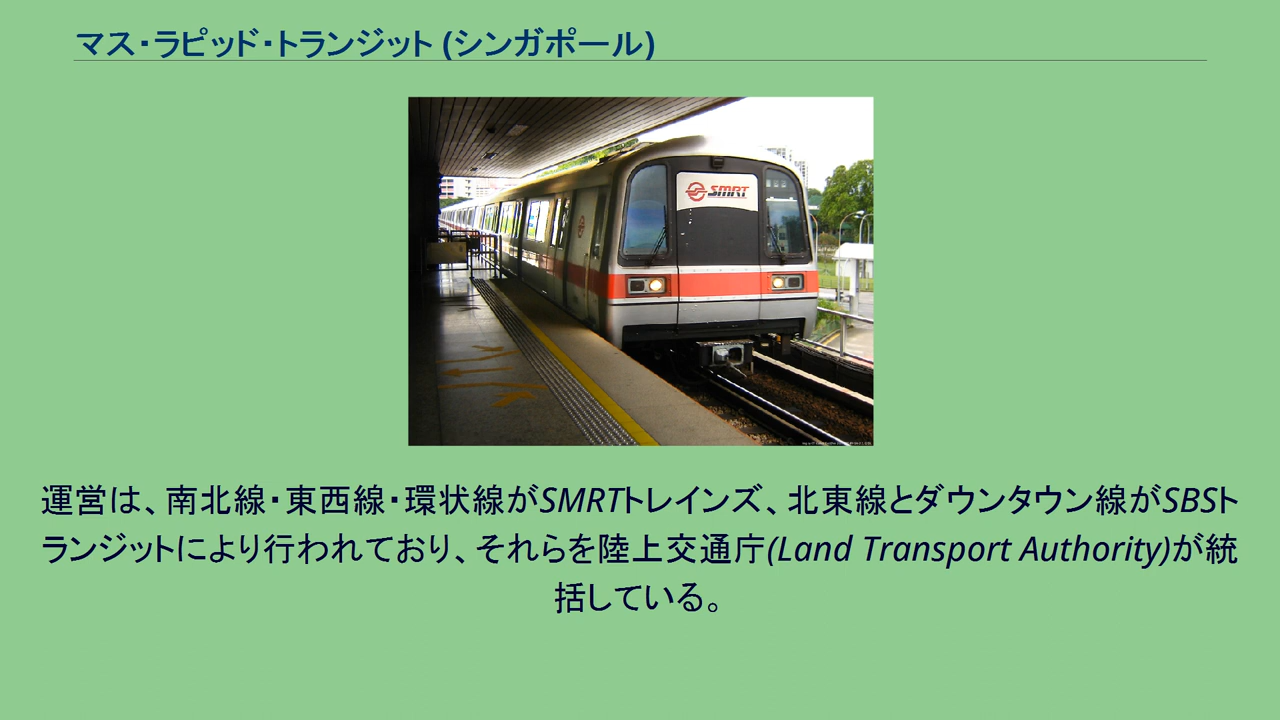 マス・ラピッド・トランジット (シンガポール)
SMRT
運営は、南北線・東西線・環状線がSMRTトレインズ、北東線とダウンタウン線がSBSト
ランジットにより行われており、それらを陸上交通庁(Land Transport Authority)が統
括している。